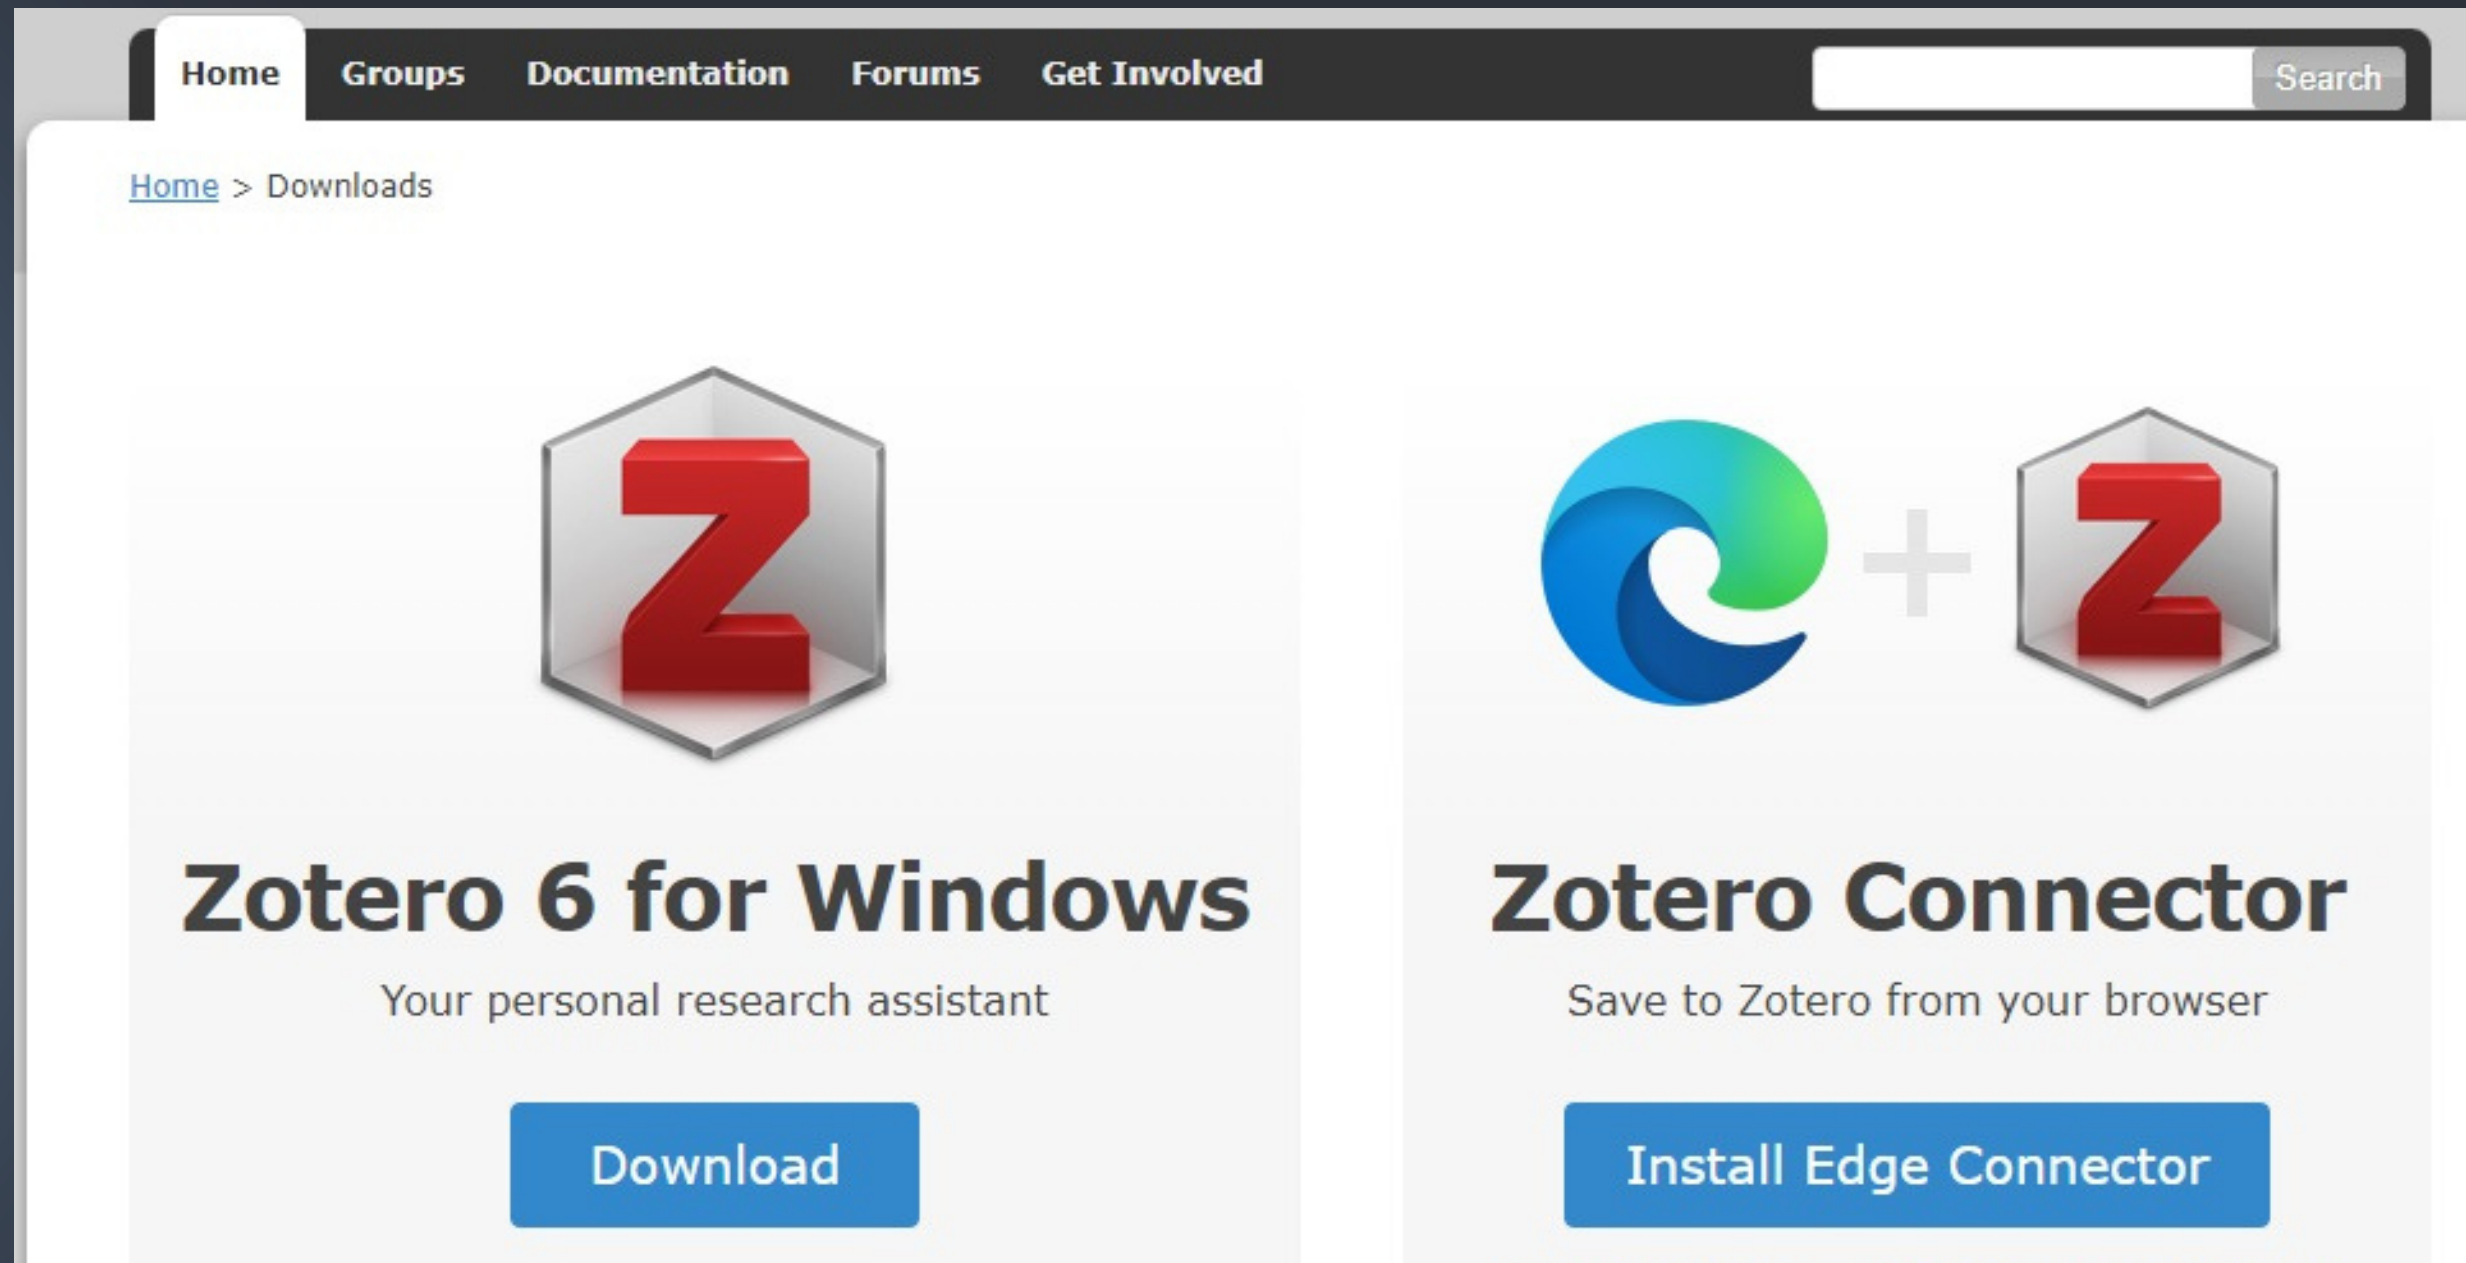 Home Groups Documentation Forums Get Involved Search
Home > Downloads
Z
Z
Zotero 6 for Windows
Your personal research assistant
Download
Zotero Connector
Save to Zotero from your browser
Install Edge Connector